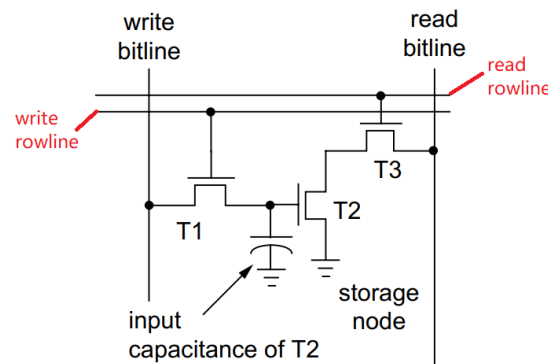 write
bitline
read
bitline
read
rowline
write
rowline
T3
T1
T2
input
capacitance of T2
storage
node